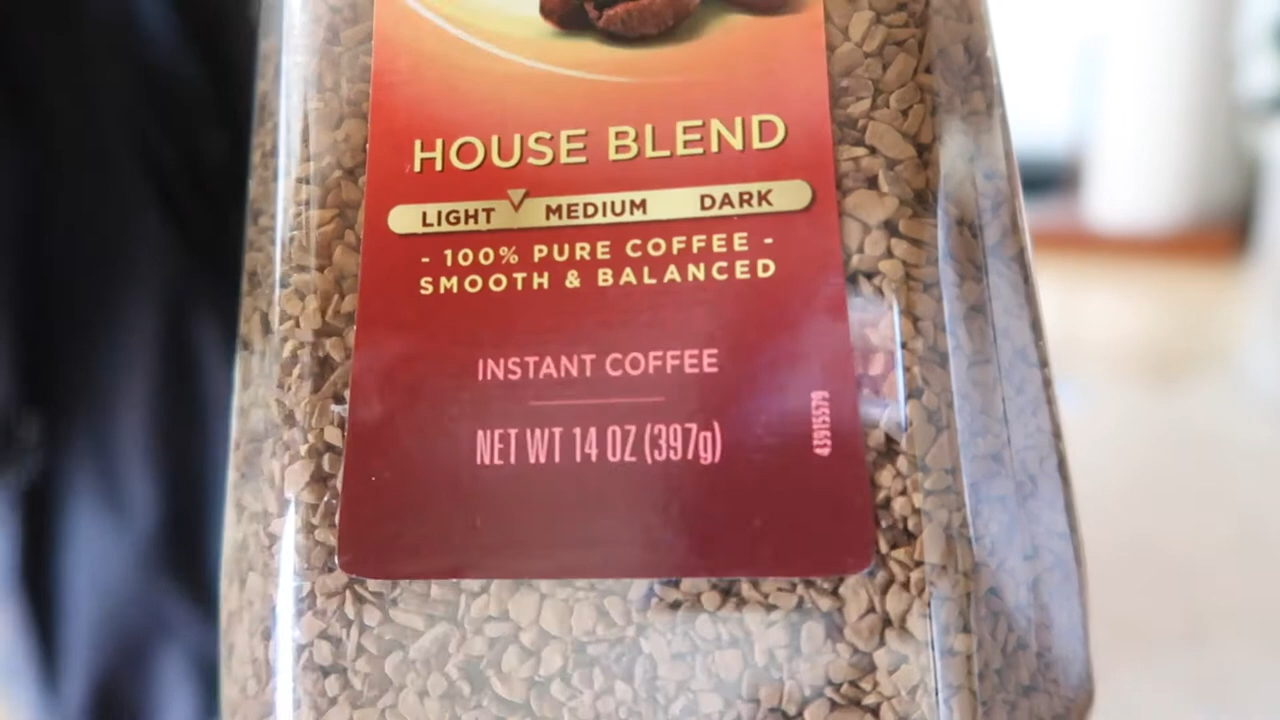 HOUSE BLEND
LIGHT MEDIUM DARK
- 100% PURE COFFEE -
SMOOTH & BALANCED
INSTANT COFFEE
NET WT 14 OZ (397g)
43915579